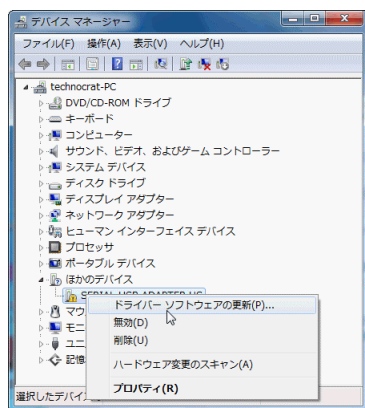 デバイス マネージャー
ファイル(F) 操作(A) 表示(V) ヘルプ(H)
technocrat-PC
DVD/CD-ROM ドライブ
キーボード
コンピューター
サウンド、ビデオ、およびゲーム コントローラー
システム デバイス
ディスク ドライブ
ディスプレイ アダプター
ネットワーク アダプター
ヒューマン インターフェイス デバイス
プロセッサ
ポータブル デバイス
ほかのデバイス
SERIAL-USB ADAPTER-US
ドライバー ソフトウェアの更新(P)...
マウ
無効(D)
モニ
削除(U)
ユニ
記憶
ハードウェア変更のスキャン(A)
プロパティ(R)
選択したデバイ